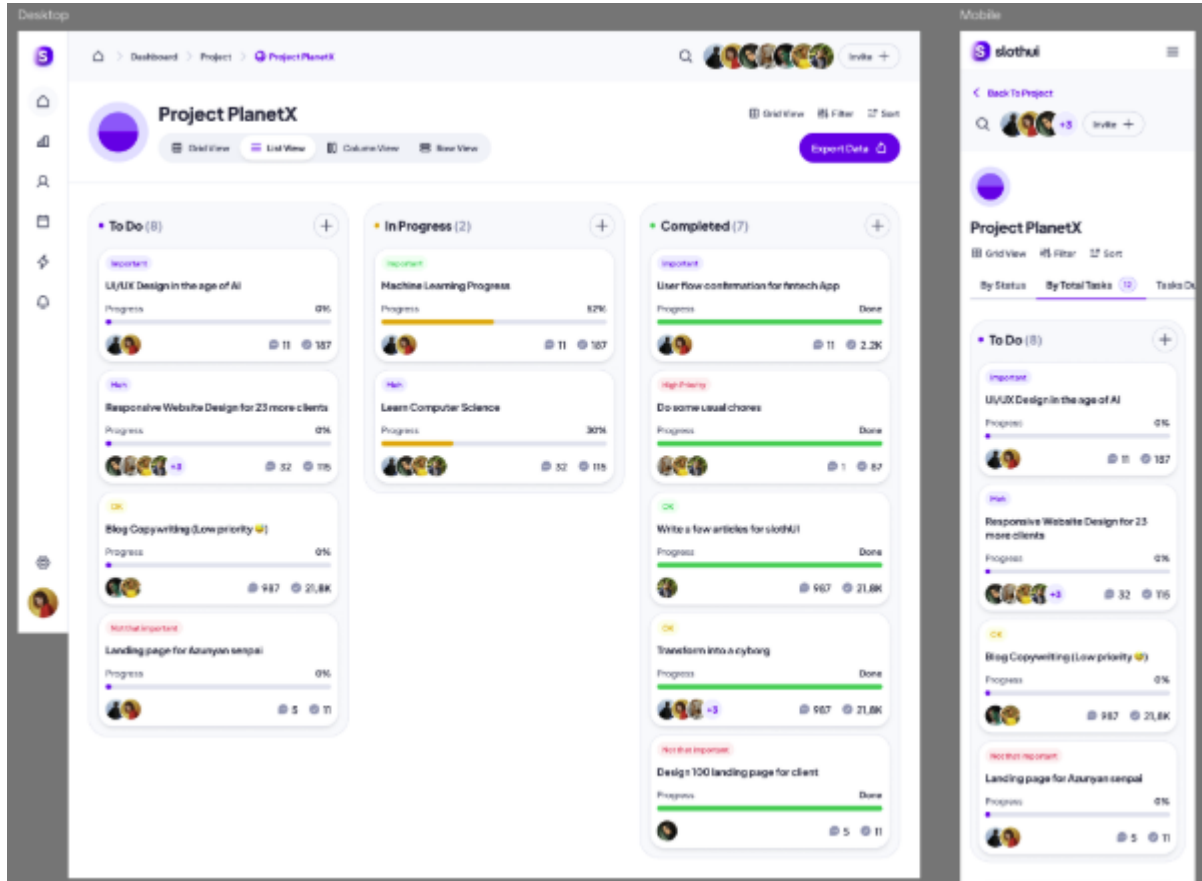 Desktop
S
Dashboard > Project > Project PlanetX
Invite +
Project PlanetX
Grid View
Filter
Sort
Grid View
List View
Column View
Row View
Export Data
To Do (8)
Important
UI/UX Design in the age of AI
Progress 0%
11 187
Meh
Responsive Website Design for 23 more clients
Progress 0%
+3 32 115
OK
Blog Copywriting (Low priority 😅)
Progress 0%
987 21,8K
Not that important
Landing page for Azunyan senpai
Progress 0%
5 11
In Progress (2)
Important
Machine Learning Progress
Progress 52%
11 187
Meh
Learn Computer Science
Progress 30%
32 115
Completed (7)
Important
User flow confirmation for fintech App
Progress Done
11 2.2K
High Priority
Do some usual chores
Progress Done
1 87
OK
Write a few articles for slothUI
Progress Done
987 21,8K
OK
Transform into a cyborg
Progress Done
+3 987 21,8K
Not that important
Design 100 landing page for client
Progress Done
5 11
Mobile
S slothui
Back To Project
+3 Invite +
Project PlanetX
Grid View Filter Sort
By Status By Total Tasks 12 Tasks Du
To Do (8)
Important
UI/UX Design in the age of AI
Progress 0%
11 187
Meh
Responsive Website Design for 23
more clients
Progress 0%
+3 32 115
OK
Blog Copywriting (Low priority 😅)
Progress 0%
987 21,8K
Not that important
Landing page for Azunyan senpai
Progress 0%
5 11